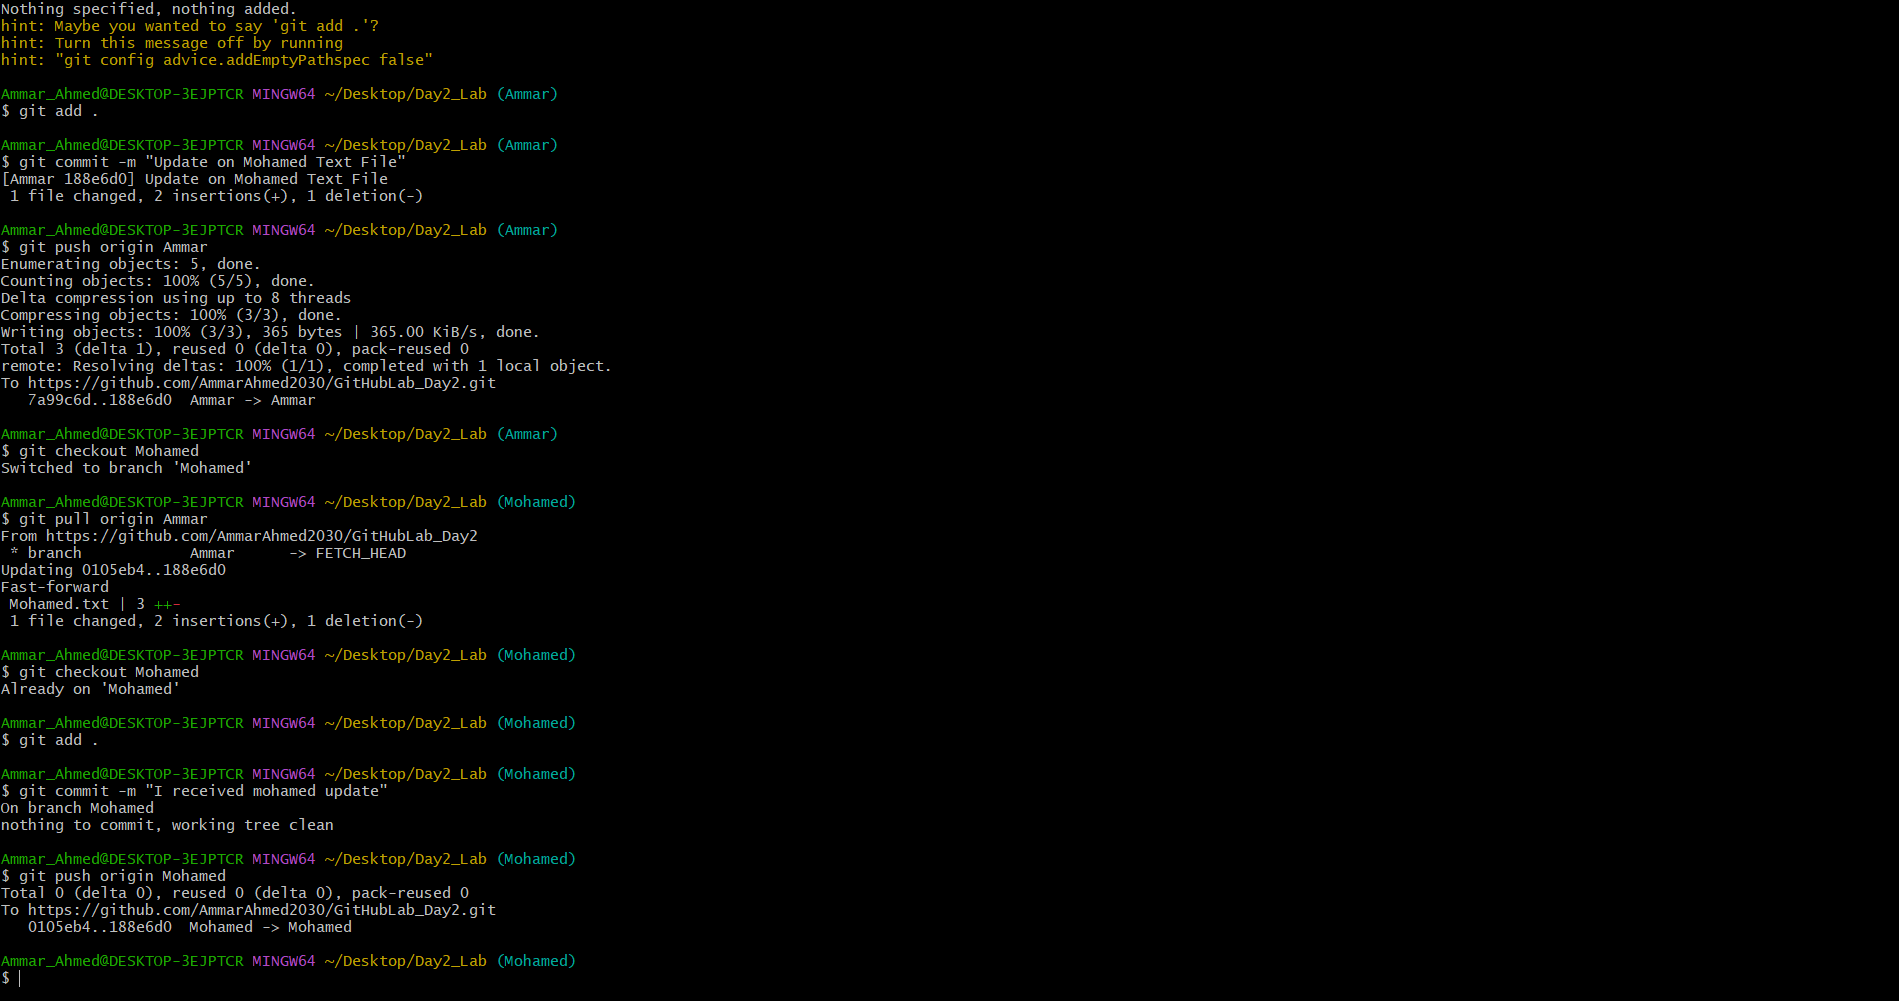 Nothing specified, nothing added.
hint: Maybe you wanted to say 'git add .'?
hint: Turn this message off by running
hint: "git config advice.addEmptyPathspec false"
Ammar_Ahmed@DESKTOP-3EJPTCR MINGW64 ~/Desktop/Day2_Lab (Ammar)
$ git add .
Ammar_Ahmed@DESKTOP-3EJPTCR MINGW64 ~/Desktop/Day2_Lab (Ammar)
$ git commit -m "Update on Mohamed Text File"
[Ammar 188e6d0] Update on Mohamed Text File
 1 file changed, 2 insertions(+), 1 deletion(-)
Ammar_Ahmed@DESKTOP-3EJPTCR MINGW64 ~/Desktop/Day2_Lab (Ammar)
$ git push origin Ammar
Enumerating objects: 5, done.
Counting objects: 100% (5/5), done.
Delta compression using up to 8 threads
Compressing objects: 100% (3/3), done.
Writing objects: 100% (3/3), 365 bytes | 365.00 KiB/s, done.
Total 3 (delta 1), reused 0 (delta 0), pack-reused 0
remote: Resolving deltas: 100% (1/1), completed with 1 local object.
To https://github.com/AmmarAhmed2030/GitHubLab_Day2.git
   7a99c6d..188e6d0  Ammar -> Ammar
Ammar_Ahmed@DESKTOP-3EJPTCR MINGW64 ~/Desktop/Day2_Lab (Ammar)
$ git checkout Mohamed
Switched to branch 'Mohamed'
Ammar_Ahmed@DESKTOP-3EJPTCR MINGW64 ~/Desktop/Day2_Lab (Mohamed)
$ git pull origin Ammar
From https://github.com/AmmarAhmed2030/GitHubLab_Day2
 * branch            Ammar      -> FETCH_HEAD
Updating 0105eb4..188e6d0
Fast-forward
 Mohamed.txt | 3 ++-
 1 file changed, 2 insertions(+), 1 deletion(-)
Ammar_Ahmed@DESKTOP-3EJPTCR MINGW64 ~/Desktop/Day2_Lab (Mohamed)
$ git checkout Mohamed
Already on 'Mohamed'
Ammar_Ahmed@DESKTOP-3EJPTCR MINGW64 ~/Desktop/Day2_Lab (Mohamed)
$ git add .
Ammar_Ahmed@DESKTOP-3EJPTCR MINGW64 ~/Desktop/Day2_Lab (Mohamed)
$ git commit -m "I received mohamed update"
On branch Mohamed
nothing to commit, working tree clean
Ammar_Ahmed@DESKTOP-3EJPTCR MINGW64 ~/Desktop/Day2_Lab (Mohamed)
$ git push origin Mohamed
Total 0 (delta 0), reused 0 (delta 0), pack-reused 0
To https://github.com/AmmarAhmed2030/GitHubLab_Day2.git
   0105eb4..188e6d0  Mohamed -> Mohamed
Ammar_Ahmed@DESKTOP-3EJPTCR MINGW64 ~/Desktop/Day2_Lab (Mohamed)
$